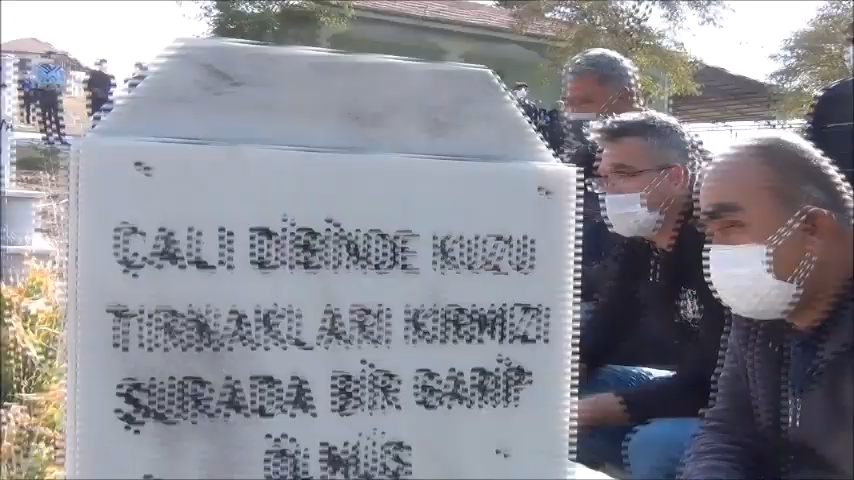 ÇALI DİBİNDE KUZU
TIRNAKLARI KIRMIZI
ŞURADA BİR GARİP
ÖLMÜŞ